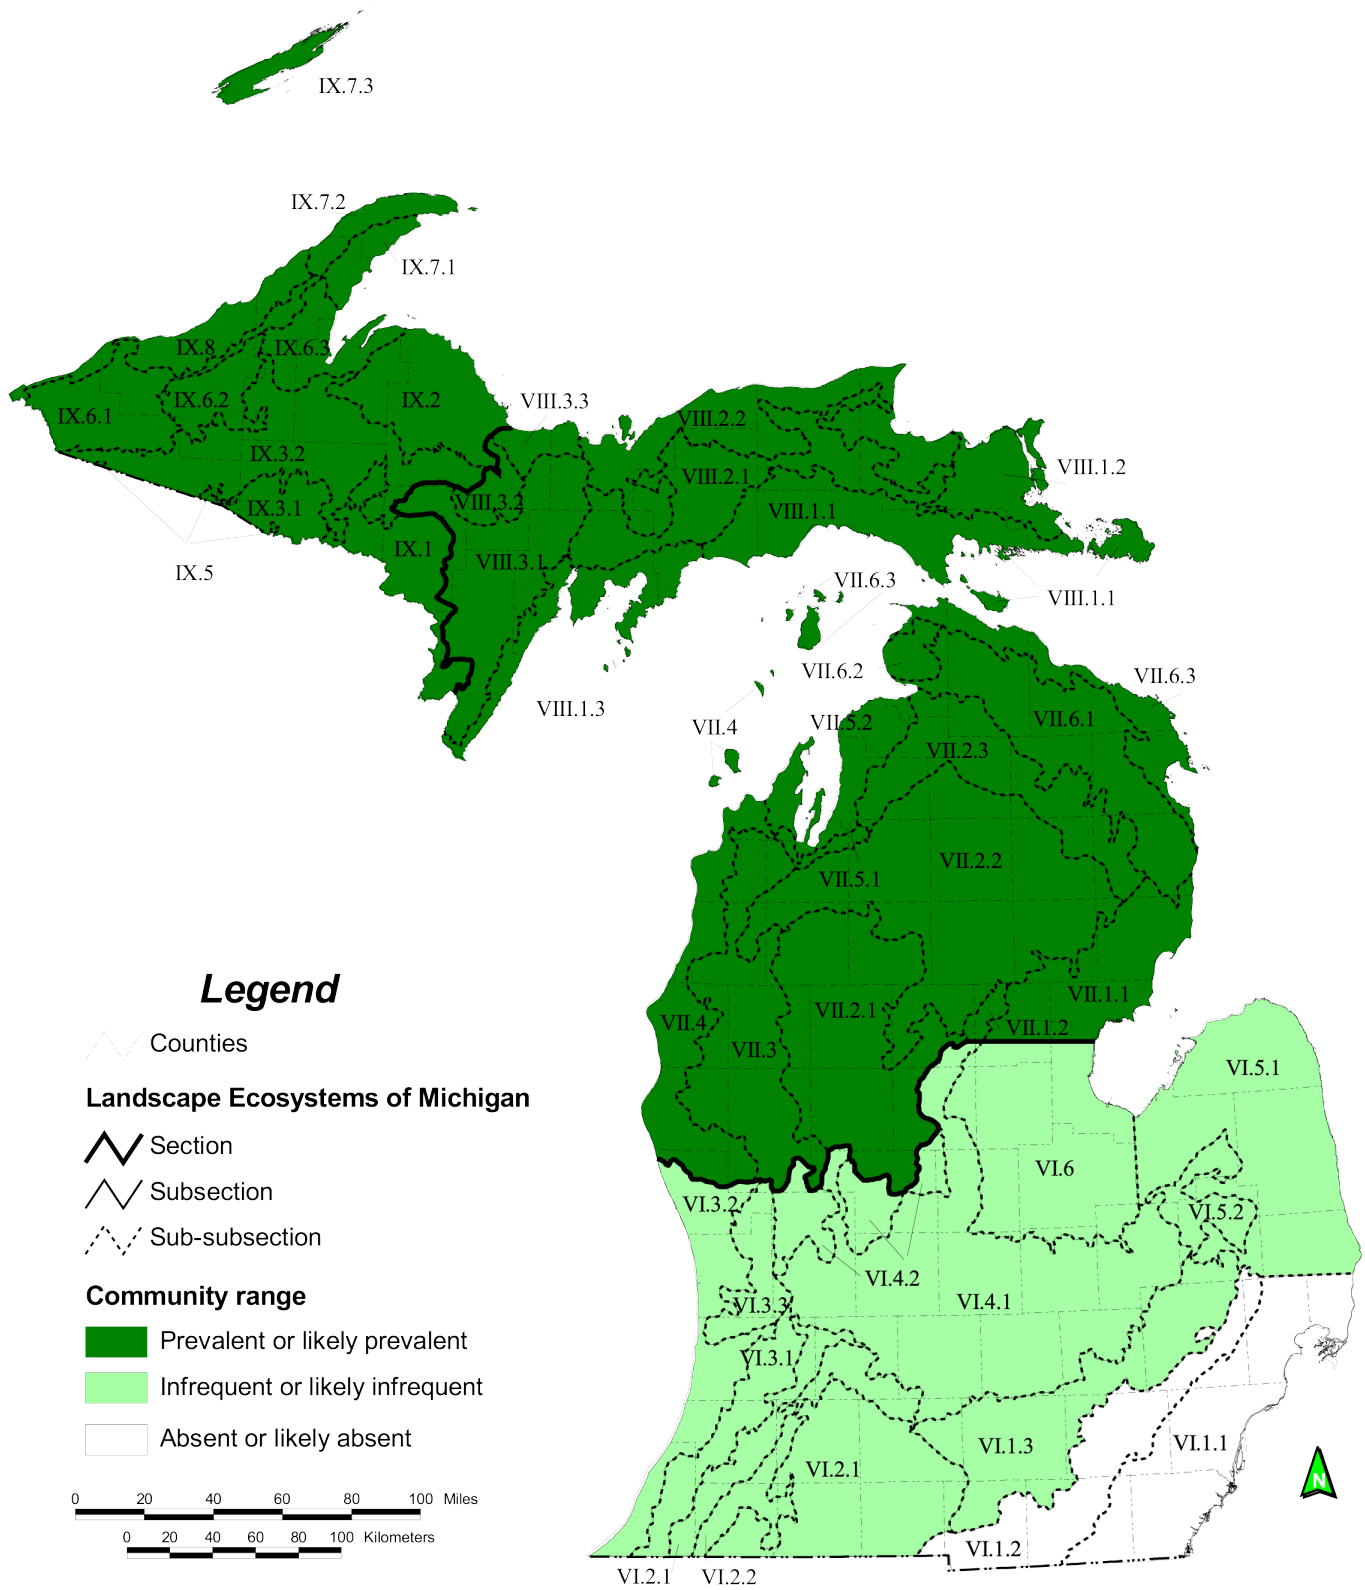 IX.7.3
IX.7.2
IX.7.1
IX.8
IX.6.3
IX.6.2
IX.2
IX.6.1
VIII.3.3
VIII.2.2
IX.3.2
VIII.2.1
VIII.1.2
IX.3.1
VIII.3.2
VIII.1.1
IX.1
VIII.3.1
IX.5
VII.6.3
VIII.1.1
VII.6.2
VII.6.3
VIII.1.3
VII.4
VII.5.2
VII.6.1
VII.2.3
VII.2.2
VII.5.1
VII.1.1
VII.4
VII.2.1
VII.1.2
VII.3
VI.5.1
VI.6
VI.3.2
VI.5.2
VI.4.2
VI.3.3
VI.4.1
VI.3.1
VI.1.3
VI.1.1
VI.2.1
VI.1.2
VI.2.1
VI.2.2
Legend
Counties
Landscape Ecosystems of Michigan
Section
Subsection
Sub-subsection
Community range
Prevalent or likely prevalent
Infrequent or likely infrequent
Absent or likely absent
0 20 40 60 80 100 Miles
0 20 40 60 80 100 Kilometers
N